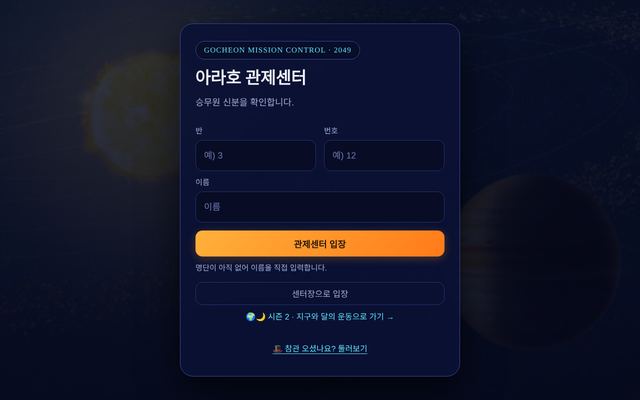 GOCHEON MISSION CONTROL · 2049
아라호 관제센터
승무원 신분을 확인합니다.
반
번호
예) 3
예) 12
이름
이름
관제센터 입장
명단이 아직 없어 이름을 직접 입력합니다.
센터장으로 입장
🌍🌙 시즌 2 · 지구와 달의 운동으로 가기 →
🎩 참관 오셨나요? 둘러보기